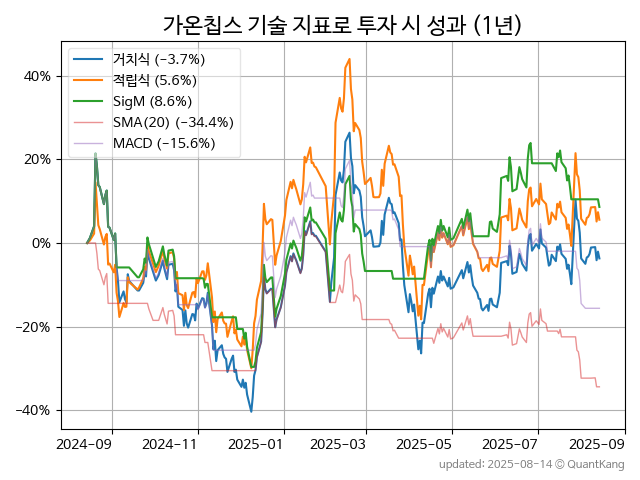 가온칩스 기술 지표로 투자 시 성과 (1년)
거치식 (−3.7%)
적립식 (5.6%)
SigM (8.6%)
SMA(20) (−34.4%)
MACD (−15.6%)
40%
20%
0%
−20%
−40%
2024-09 2024-11 2025-01 2025-03 2025-05 2025-07 2025-09
updated: 2025-08-14 © QuantKang